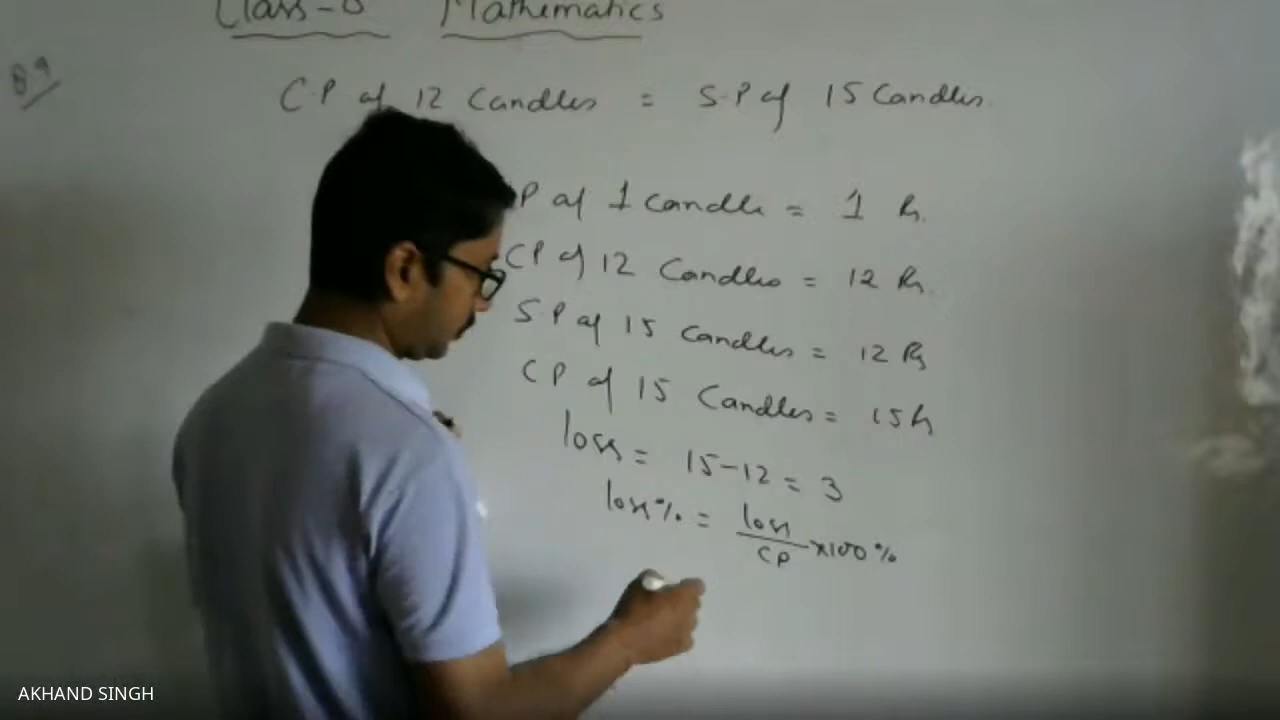 Class-8 Mathematics
CP of 12 Candles = S.P of 15 Candles
P of 1 Candle = 1 Rs.
CP of 12 Candles = 12 Rs.
S.P of 15 Candles = 12 Rs
CP of 15 Candles = 15 Rs
loss = 15-12 = 3
loss% = loss/CP ×100%
AKHAND SINGH